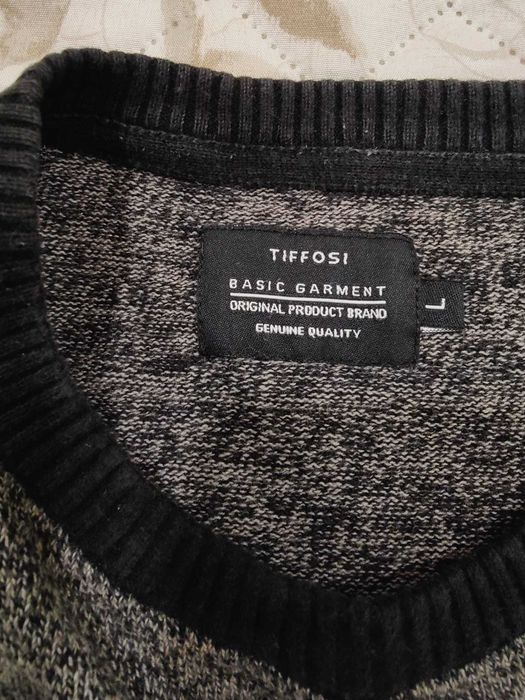 TIFFOSI
BASIC GARMENT
ORIGINAL PRODUCT BRAND
GENUINE QUALITY
L